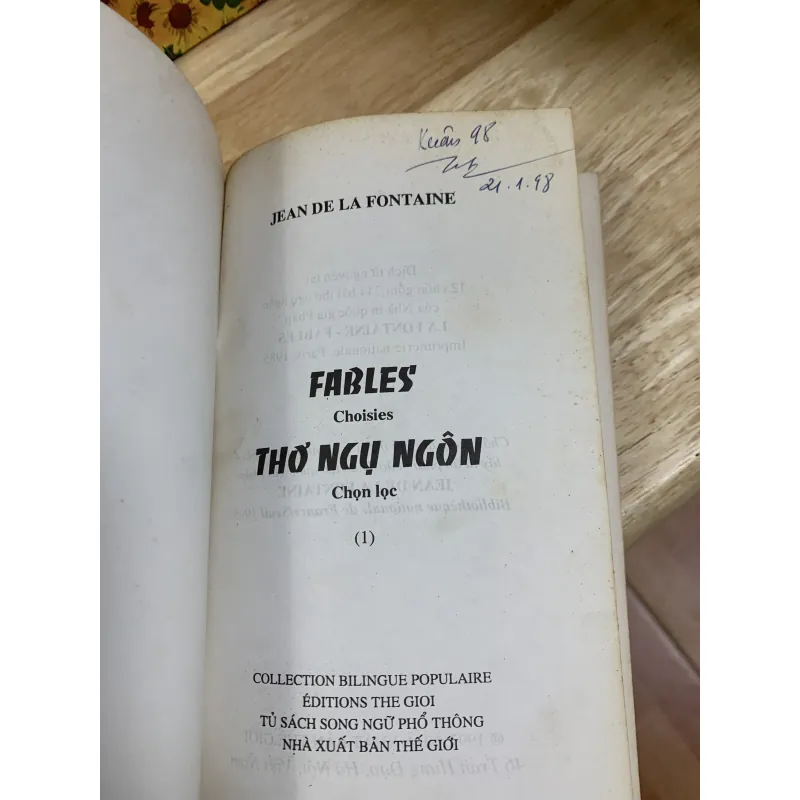 Xuân 98
21.1.98
JEAN DE LA FONTAINE
FABLES
Choisies
THƠ NGỤ NGÔN
Chọn lọc
(1)
COLLECTION BILINGUE POPULAIRE
ÉDITIONS THE GIOI
TỦ SÁCH SONG NGỮ PHỔ THÔNG
NHÀ XUẤT BẢN THẾ GIỚI